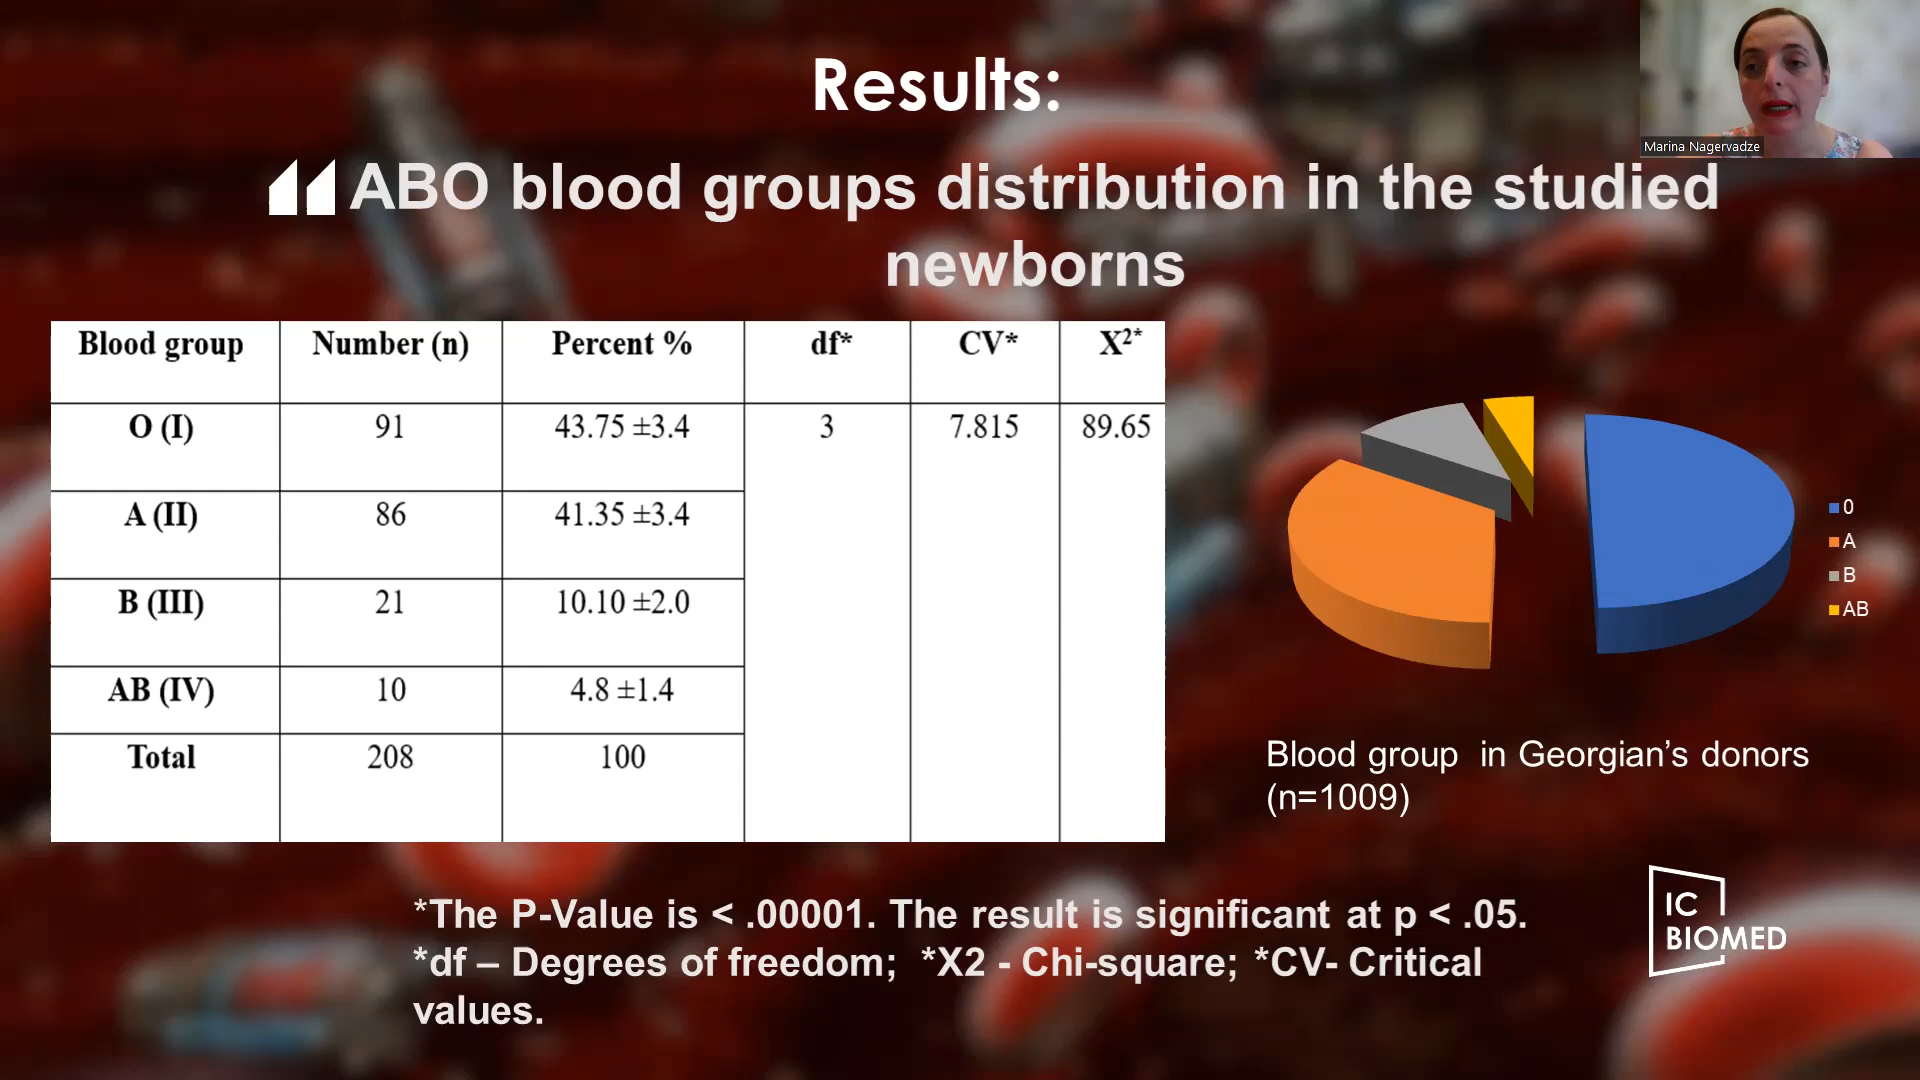 Results:
ABO blood groups distribution in the studied
newborns
Marina Nagervadze
Blood group Number (n) Percent % df* CV* X²*
O (I) 91 43.75 ±3.4 3 7.815 89.65
A (II) 86 41.35 ±3.4
B (III) 21 10.10 ±2.0
AB (IV) 10 4.8 ±1.4
Total 208 100
0
A
B
AB
Blood group in Georgian’s donors
(n=1009)
*The P-Value is < .00001. The result is significant at p < .05.
*df – Degrees of freedom; *X2 - Chi-square; *CV- Critical
values.
IC
BIOMED